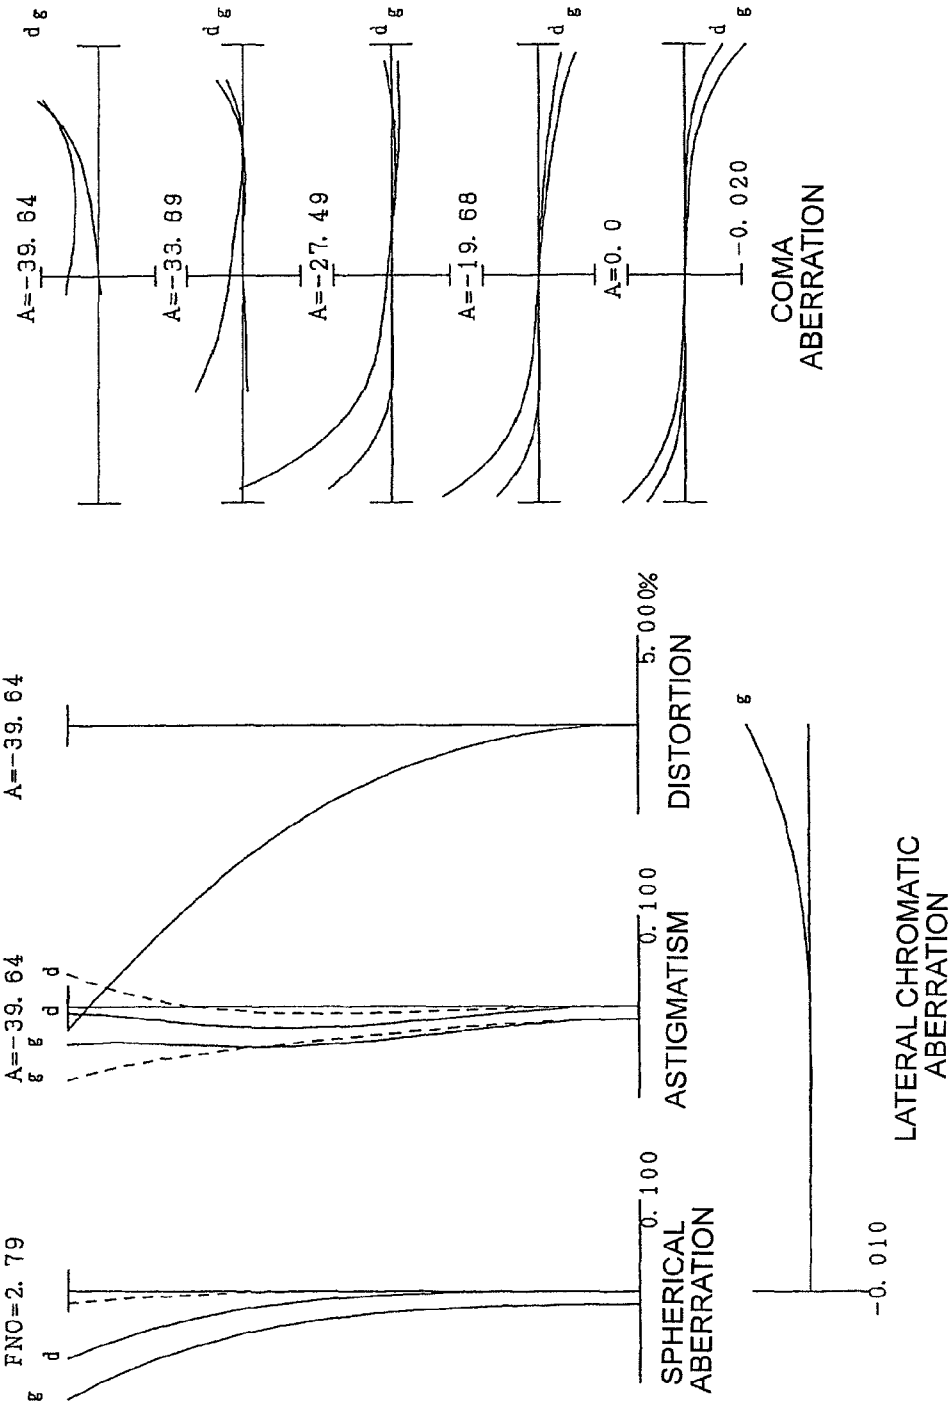 FNO=2. 79
g
d
0. 100
SPHERICAL
ABERRATION
A=-39. 64
g
g
d
d
0. 100
ASTIGMATISM
A=-39. 64
5. 000%
DISTORTION
g
-0. 010
LATERAL CHROMATIC
ABERRATION
A=-39. 64
d g
A=-33. 69
d g
A=-27. 49
d g
A=-19. 68
d g
A=0. 0
d g
-0. 020
COMA
ABERRATION